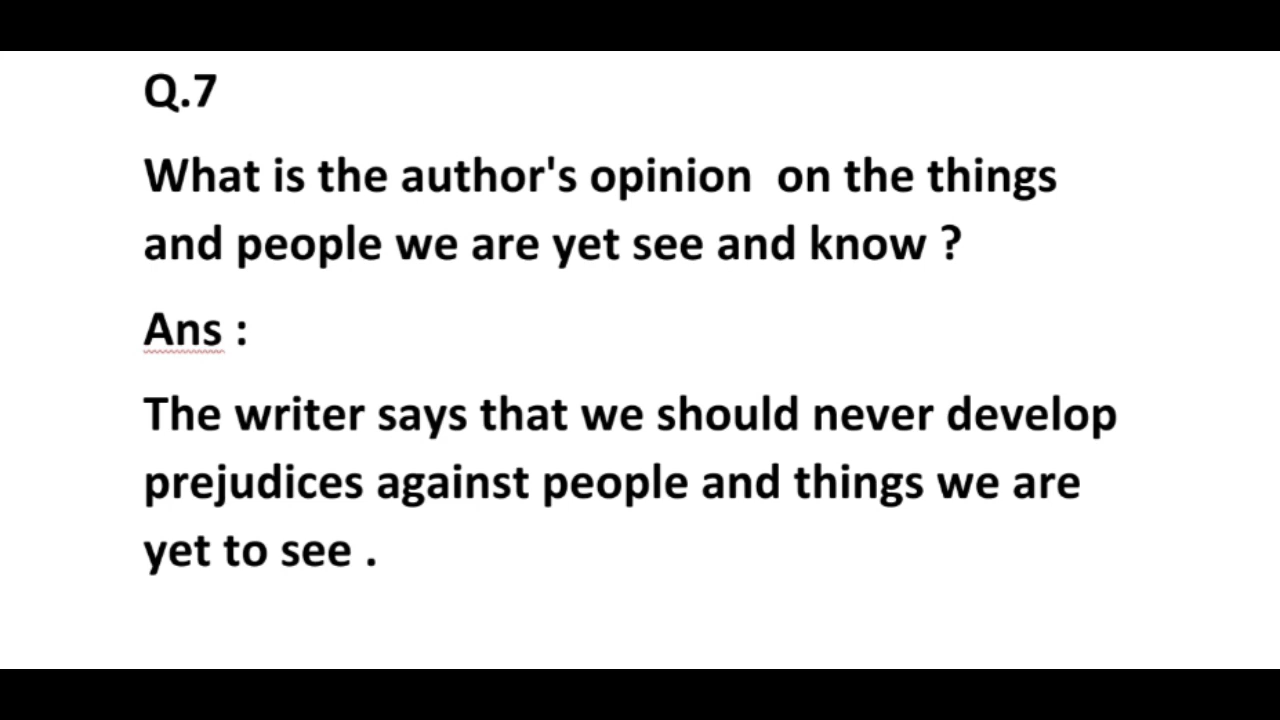 Q.7
What is the author's opinion  on the things
and people we are yet see and know ?
Ans :
The writer says that we should never develop
prejudices against people and things we are
yet to see .